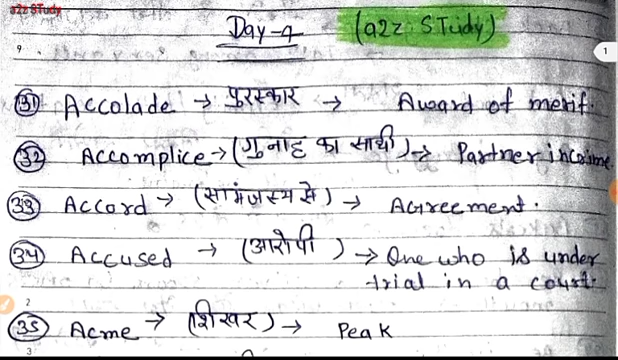 a2z STudy
Day-4 (a2z STudy)
9
1
31 Accolade → पुरस्कार → Award of merit.
32 Accomplice → (गुनाह का साथी) → Partner in crime
33 Accord → (सामंजस्य से) → Agreement.
34 Accused → (आरोपी) → One who is under
trial in a court.
2
35 Acme → (शिखर) → Peak
3